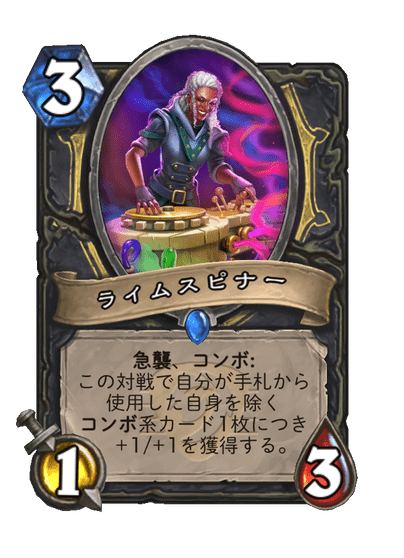 3
ライムスピナー
急襲、コンボ:
この対戦で自分が手札から
使用した自身を除く
コンボ系カード1枚につき
+1/+1を獲得する。
1
3